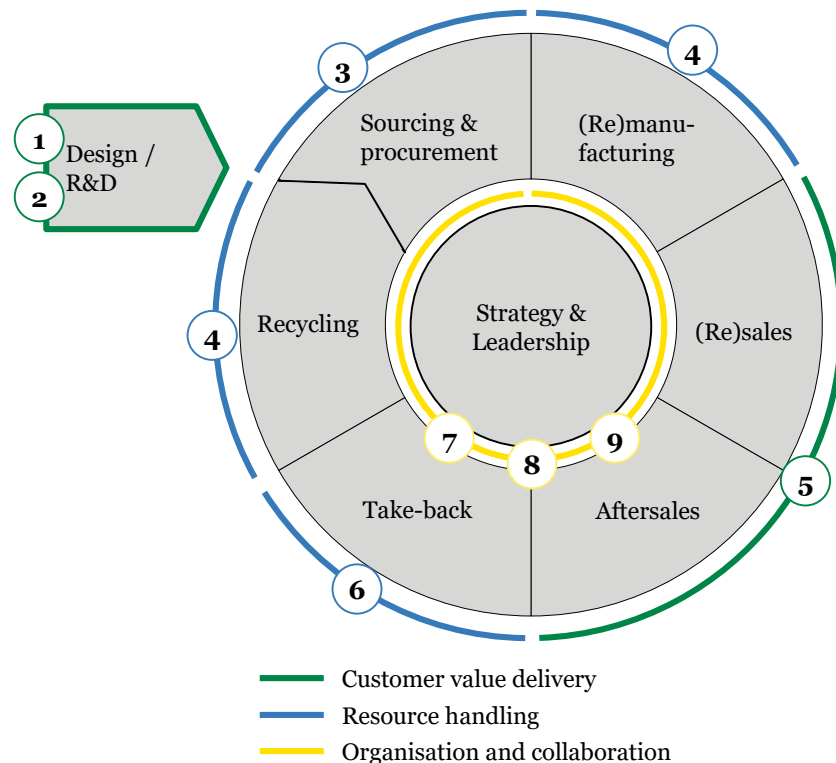 3
4
1
2
Design /
R&D
Sourcing &
procurement
(Re)manu-
facturing
4
Recycling
Strategy &
Leadership
(Re)sales
7
8
9
5
Take-back
Aftersales
6
Customer value delivery
Resource handling
Organisation and collaboration